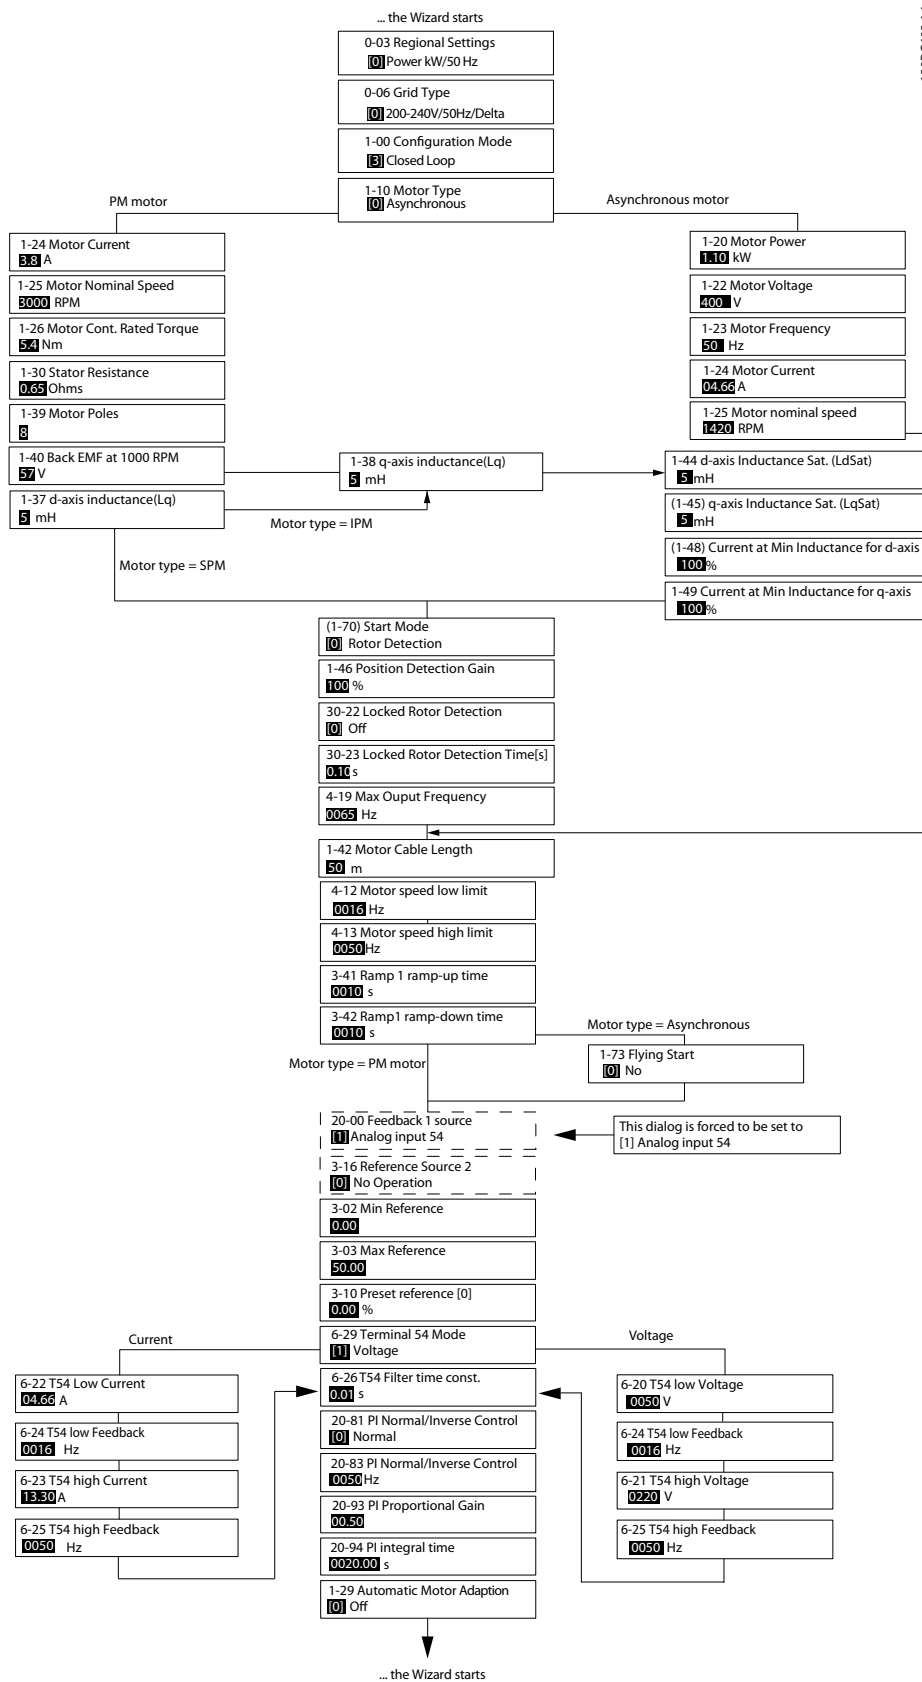 ... the Wizard starts
0-03 Regional Settings
[0] Power kW/50 Hz
0-06 Grid Type
[0] 200-240V/50Hz/Delta
1-00 Configuration Mode
[3] Closed Loop
1-10 Motor Type
[0] Asynchronous
PM motor
Asynchronous motor
1-24 Motor Current
3.8 A
1-25 Motor Nominal Speed
3000 RPM
1-26 Motor Cont. Rated Torque
5.4 Nm
1-30 Stator Resistance
0.65 Ohms
1-39 Motor Poles
8
1-40 Back EMF at 1000 RPM
57 V
1-37 d-axis inductance(Lq)
5 mH
1-20 Motor Power
1.10 kW
1-22 Motor Voltage
400 V
1-23 Motor Frequency
50 Hz
1-24 Motor Current
04.66 A
1-25 Motor nominal speed
1420 RPM
1-38 q-axis inductance(Lq)
5 mH
Motor type = IPM
Motor type = SPM
1-44 d-axis Inductance Sat. (LdSat)
5 mH
(1-45) q-axis Inductance Sat. (LqSat)
5 mH
(1-48) Current at Min Inductance for d-axis
100 %
1-49 Current at Min Inductance for q-axis
100 %
(1-70) Start Mode
[0] Rotor Detection
1-46 Position Detection Gain
100 %
30-22 Locked Rotor Detection
[0] Off
30-23 Locked Rotor Detection Time[s]
0.10 s
4-19 Max Ouput Frequency
0065 Hz
1-42 Motor Cable Length
50 m
4-12 Motor speed low limit
0016 Hz
4-13 Motor speed high limit
0050 Hz
3-41 Ramp 1 ramp-up time
0010 s
3-42 Ramp1 ramp-down time
0010 s
Motor type = Asynchronous
1-73 Flying Start
[0] No
Motor type = PM motor
20-00 Feedback 1 source
[1] Analog input 54
This dialog is forced to be set to
[1] Analog input 54
3-16 Reference Source 2
[0] No Operation
3-02 Min Reference
0.00
3-03 Max Reference
50.00
3-10 Preset reference [0]
0.00 %
6-29 Terminal 54 Mode
[1] Voltage
Current
Voltage
6-22 T54 Low Current
04.66 A
6-24 T54 low Feedback
0016 Hz
6-23 T54 high Current
13.30 A
6-25 T54 high Feedback
0050 Hz
6-26 T54 Filter time const.
0.01 s
20-81 PI Normal/Inverse Control
[0] Normal
20-83 PI Normal/Inverse Control
0050 Hz
20-93 PI Proportional Gain
00.50
20-94 PI integral time
0020.00 s
1-29 Automatic Motor Adaption
[0] Off
6-20 T54 low Voltage
0050 V
6-24 T54 low Feedback
0016 Hz
6-21 T54 high Voltage
0220 V
6-25 T54 high Feedback
0050 Hz
... the Wizard starts